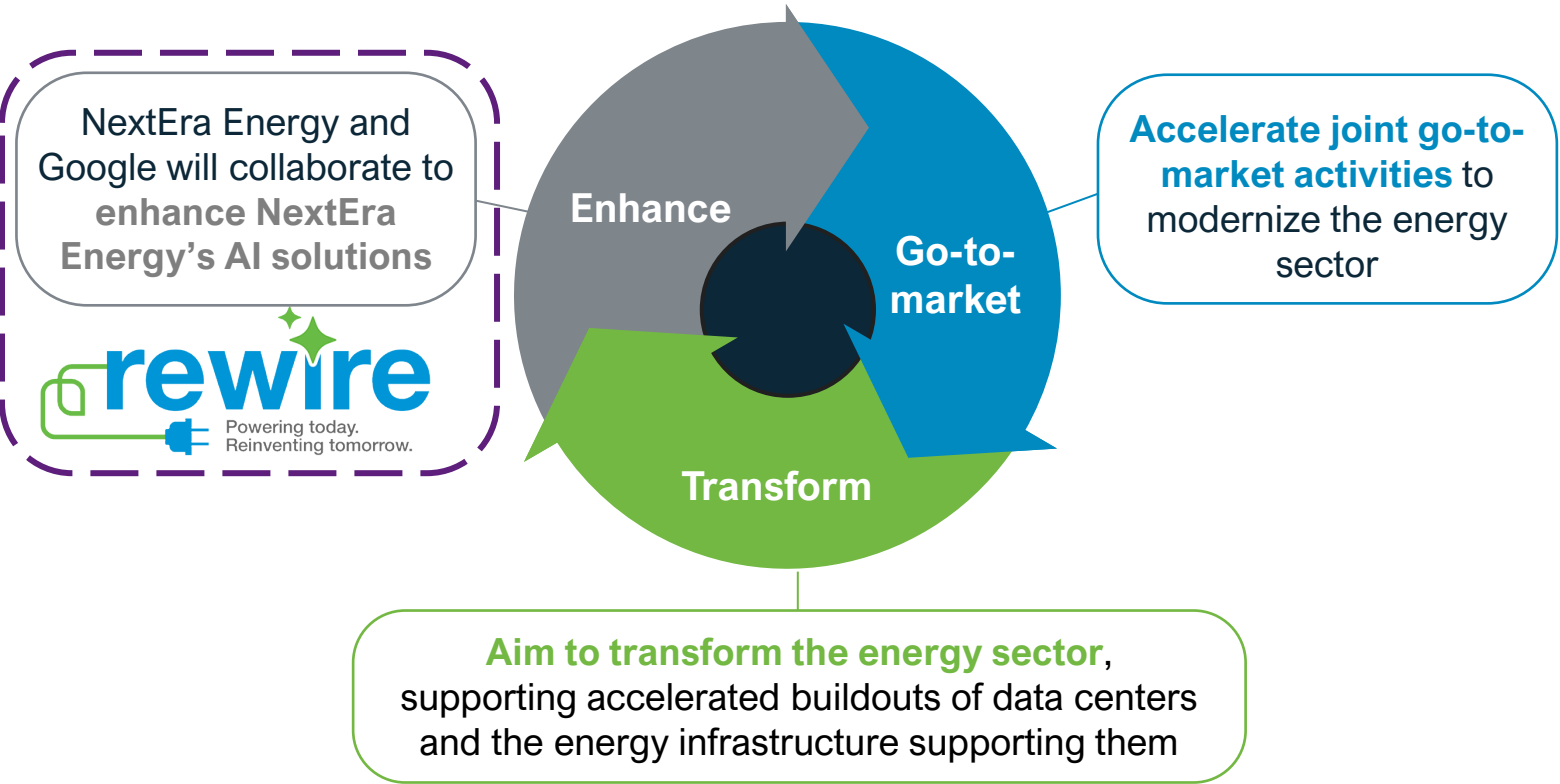 NextEra Energy and
Google will collaborate to
enhance NextEra
Energy’s AI solutions
rewire
Powering today.
Reinventing tomorrow.
Enhance
Go-to-
market
Transform
Accelerate joint go-to-
market activities to
modernize the energy
sector
Aim to transform the energy sector,
supporting accelerated buildouts of data centers
and the energy infrastructure supporting them